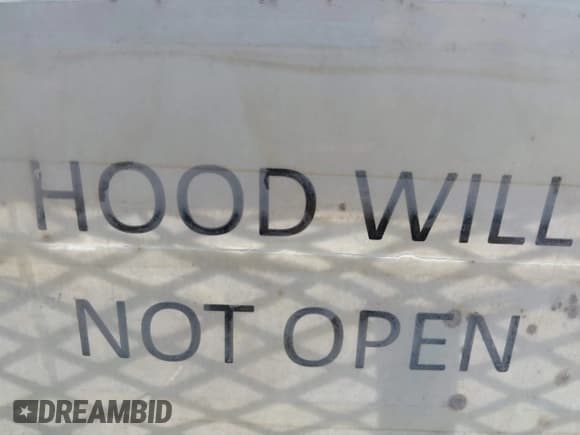 HOOD WILL
NOT OPEN
DREAMBID